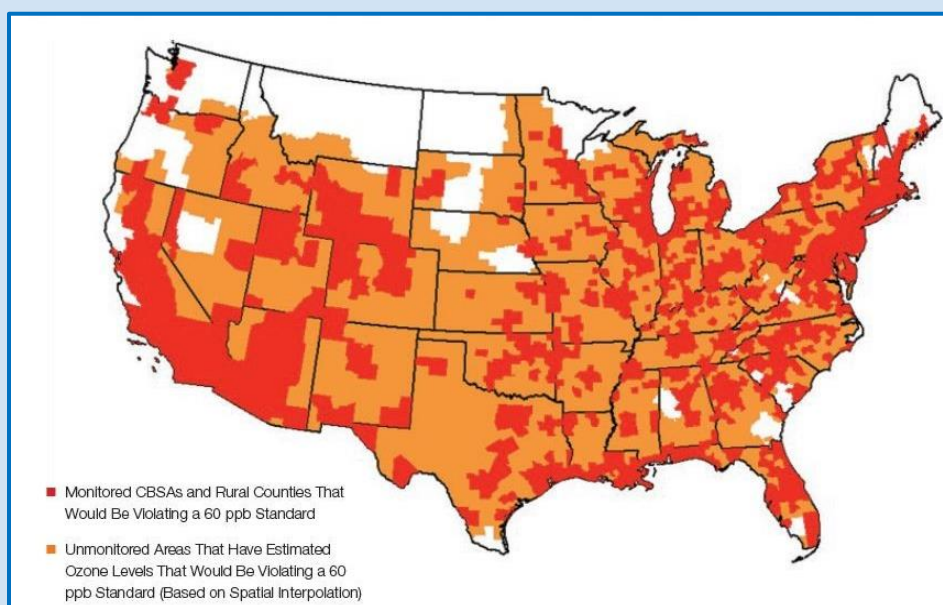 Monitored CBSAs and Rural Counties That
Would Be Violating a 60 ppb Standard
Unmonitored Areas That Have Estimated
Ozone Levels That Would Be Violating a 60
ppb Standard (Based on Spatial Interpolation)